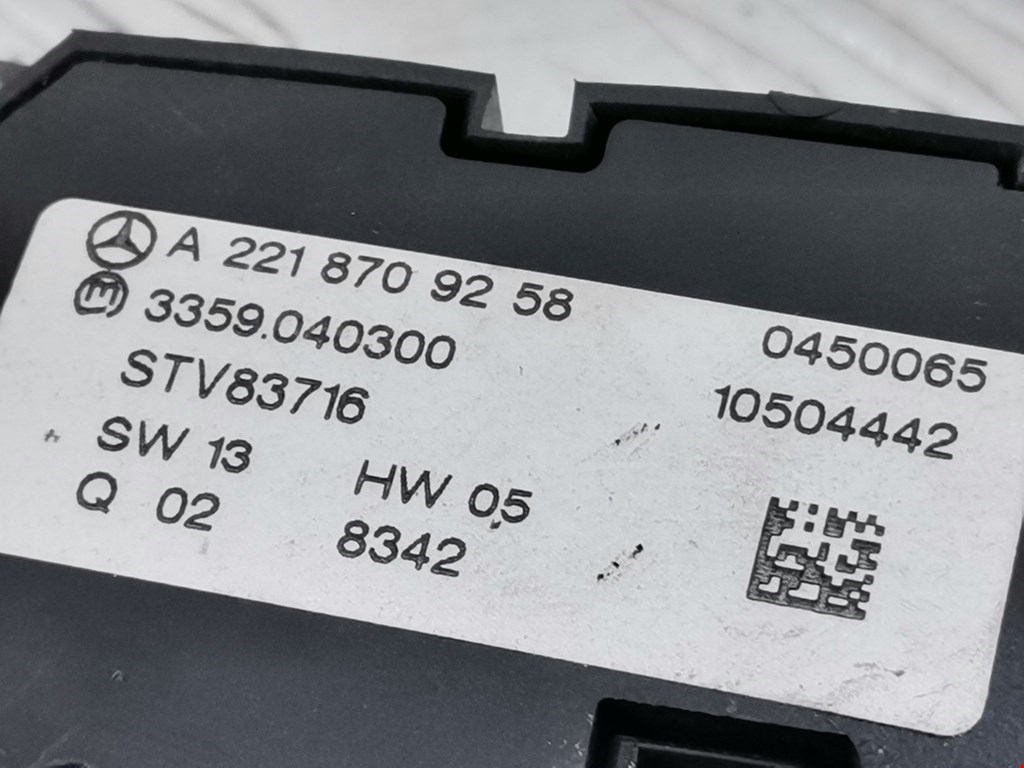 A 221 870 92 58
3359.040300
0450065
STV83716
10504442
SW 13
HW 05
Q 02
8342